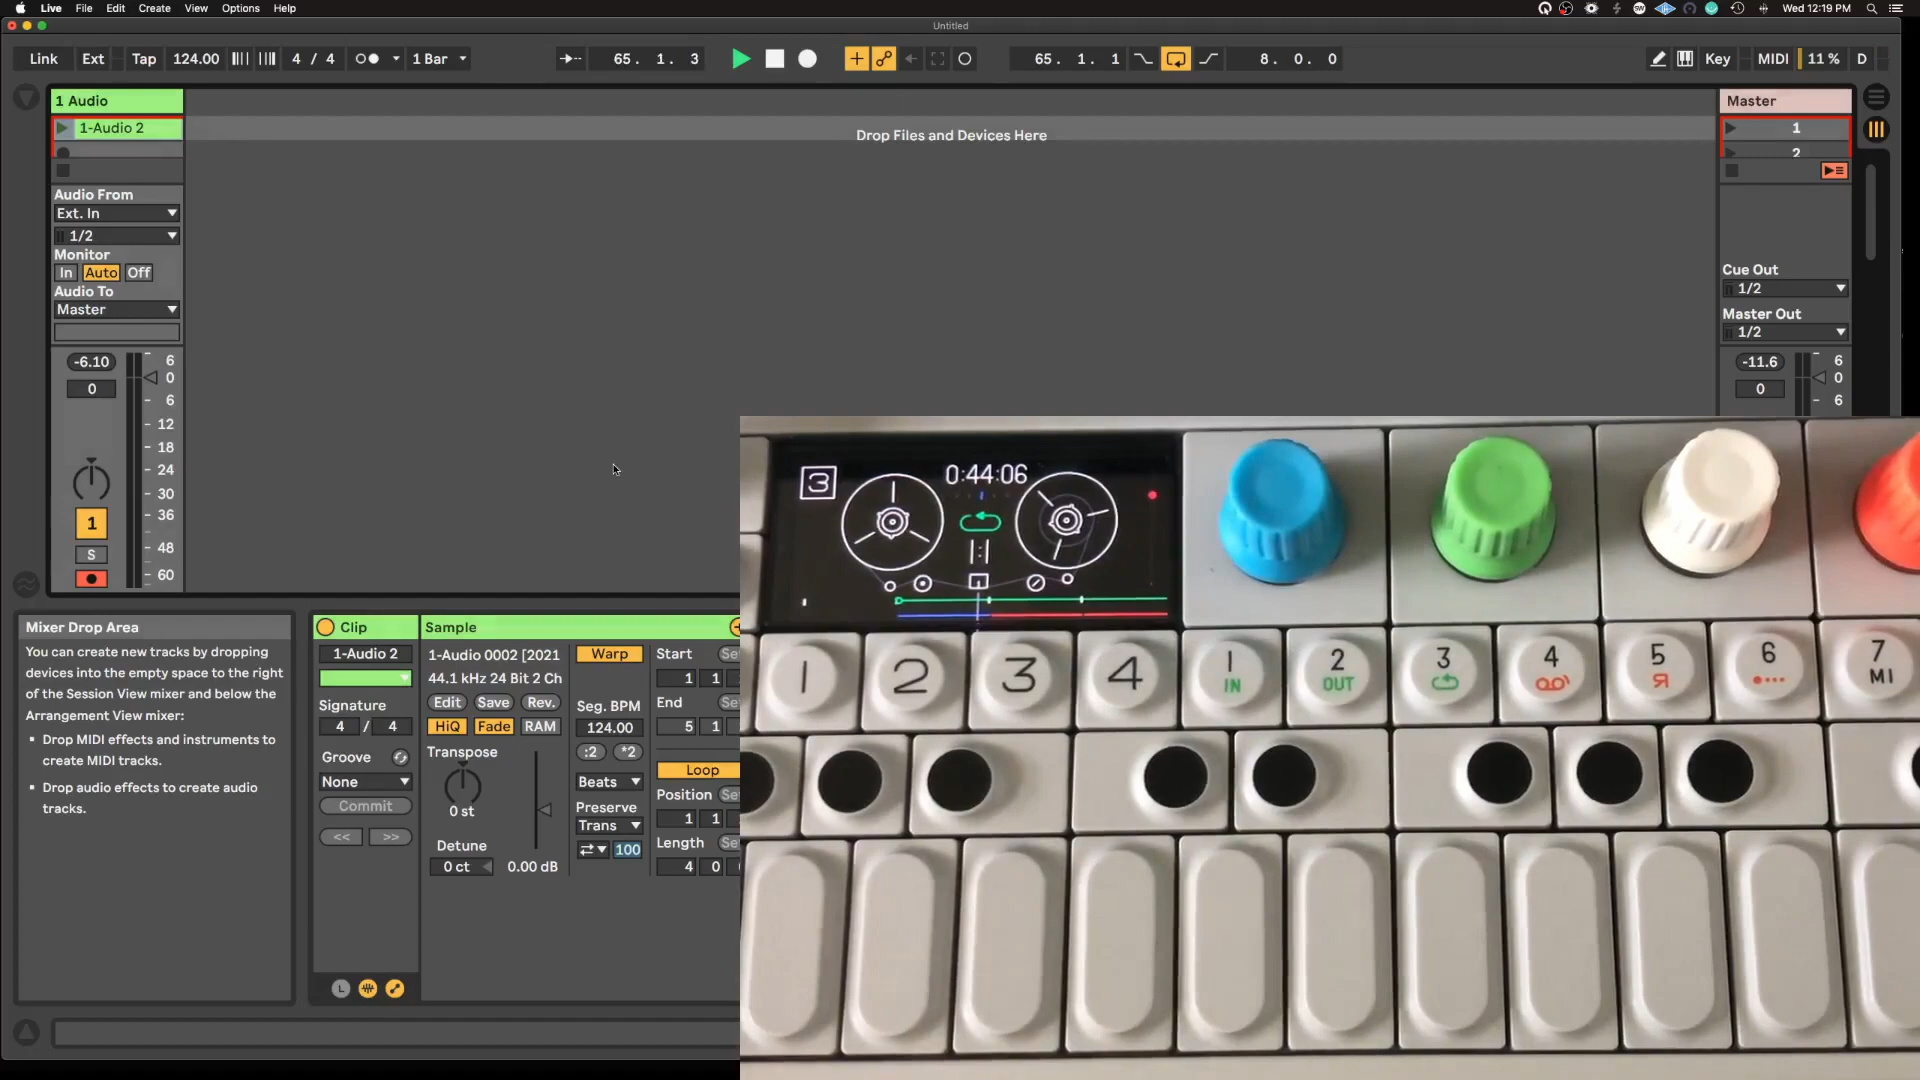 Live File Edit Create View Options Help
Wed 12:19 PM
Untitled
Link Ext Tap 124.00 4 / 4 1 Bar 65. 1. 3 65. 1. 1 8. 0. 0 Key MIDI 11 % D
1 Audio
1-Audio 2
Drop Files and Devices Here
Master
1
2
Audio From
Ext. In
1/2
Monitor
In Auto Off
Audio To
Master
Cue Out
1/2
Master Out
1/2
-6.10
0
6
0
6
12
18
24
30
36
48
60
1
S
-11.6
0
6
0
6
Mixer Drop Area
You can create new tracks by dropping
devices into the empty space to the right
of the Session View mixer and below the
Arrangement View mixer:
Drop MIDI effects and instruments to
create MIDI tracks.
Drop audio effects to create audio
tracks.
Clip
1-Audio 2
Signature
4 / 4
Groove
None
Commit
<< >>
L
Sample
1-Audio 0002 [2021
44.1 kHz 24 Bit 2 Ch
Edit Save Rev.
HiQ Fade RAM
Transpose
0 st
Detune
0 ct 0.00 dB
Warp
Seg. BPM
124.00
:2 *2
Beats
Preserve
Trans
100
Start
1 1
End
5 1
Loop
Position
1 1
Length
4 0
3 0:44:06
1 2 3 4
1 IN
2 OUT
3
4
5
6
7 MI